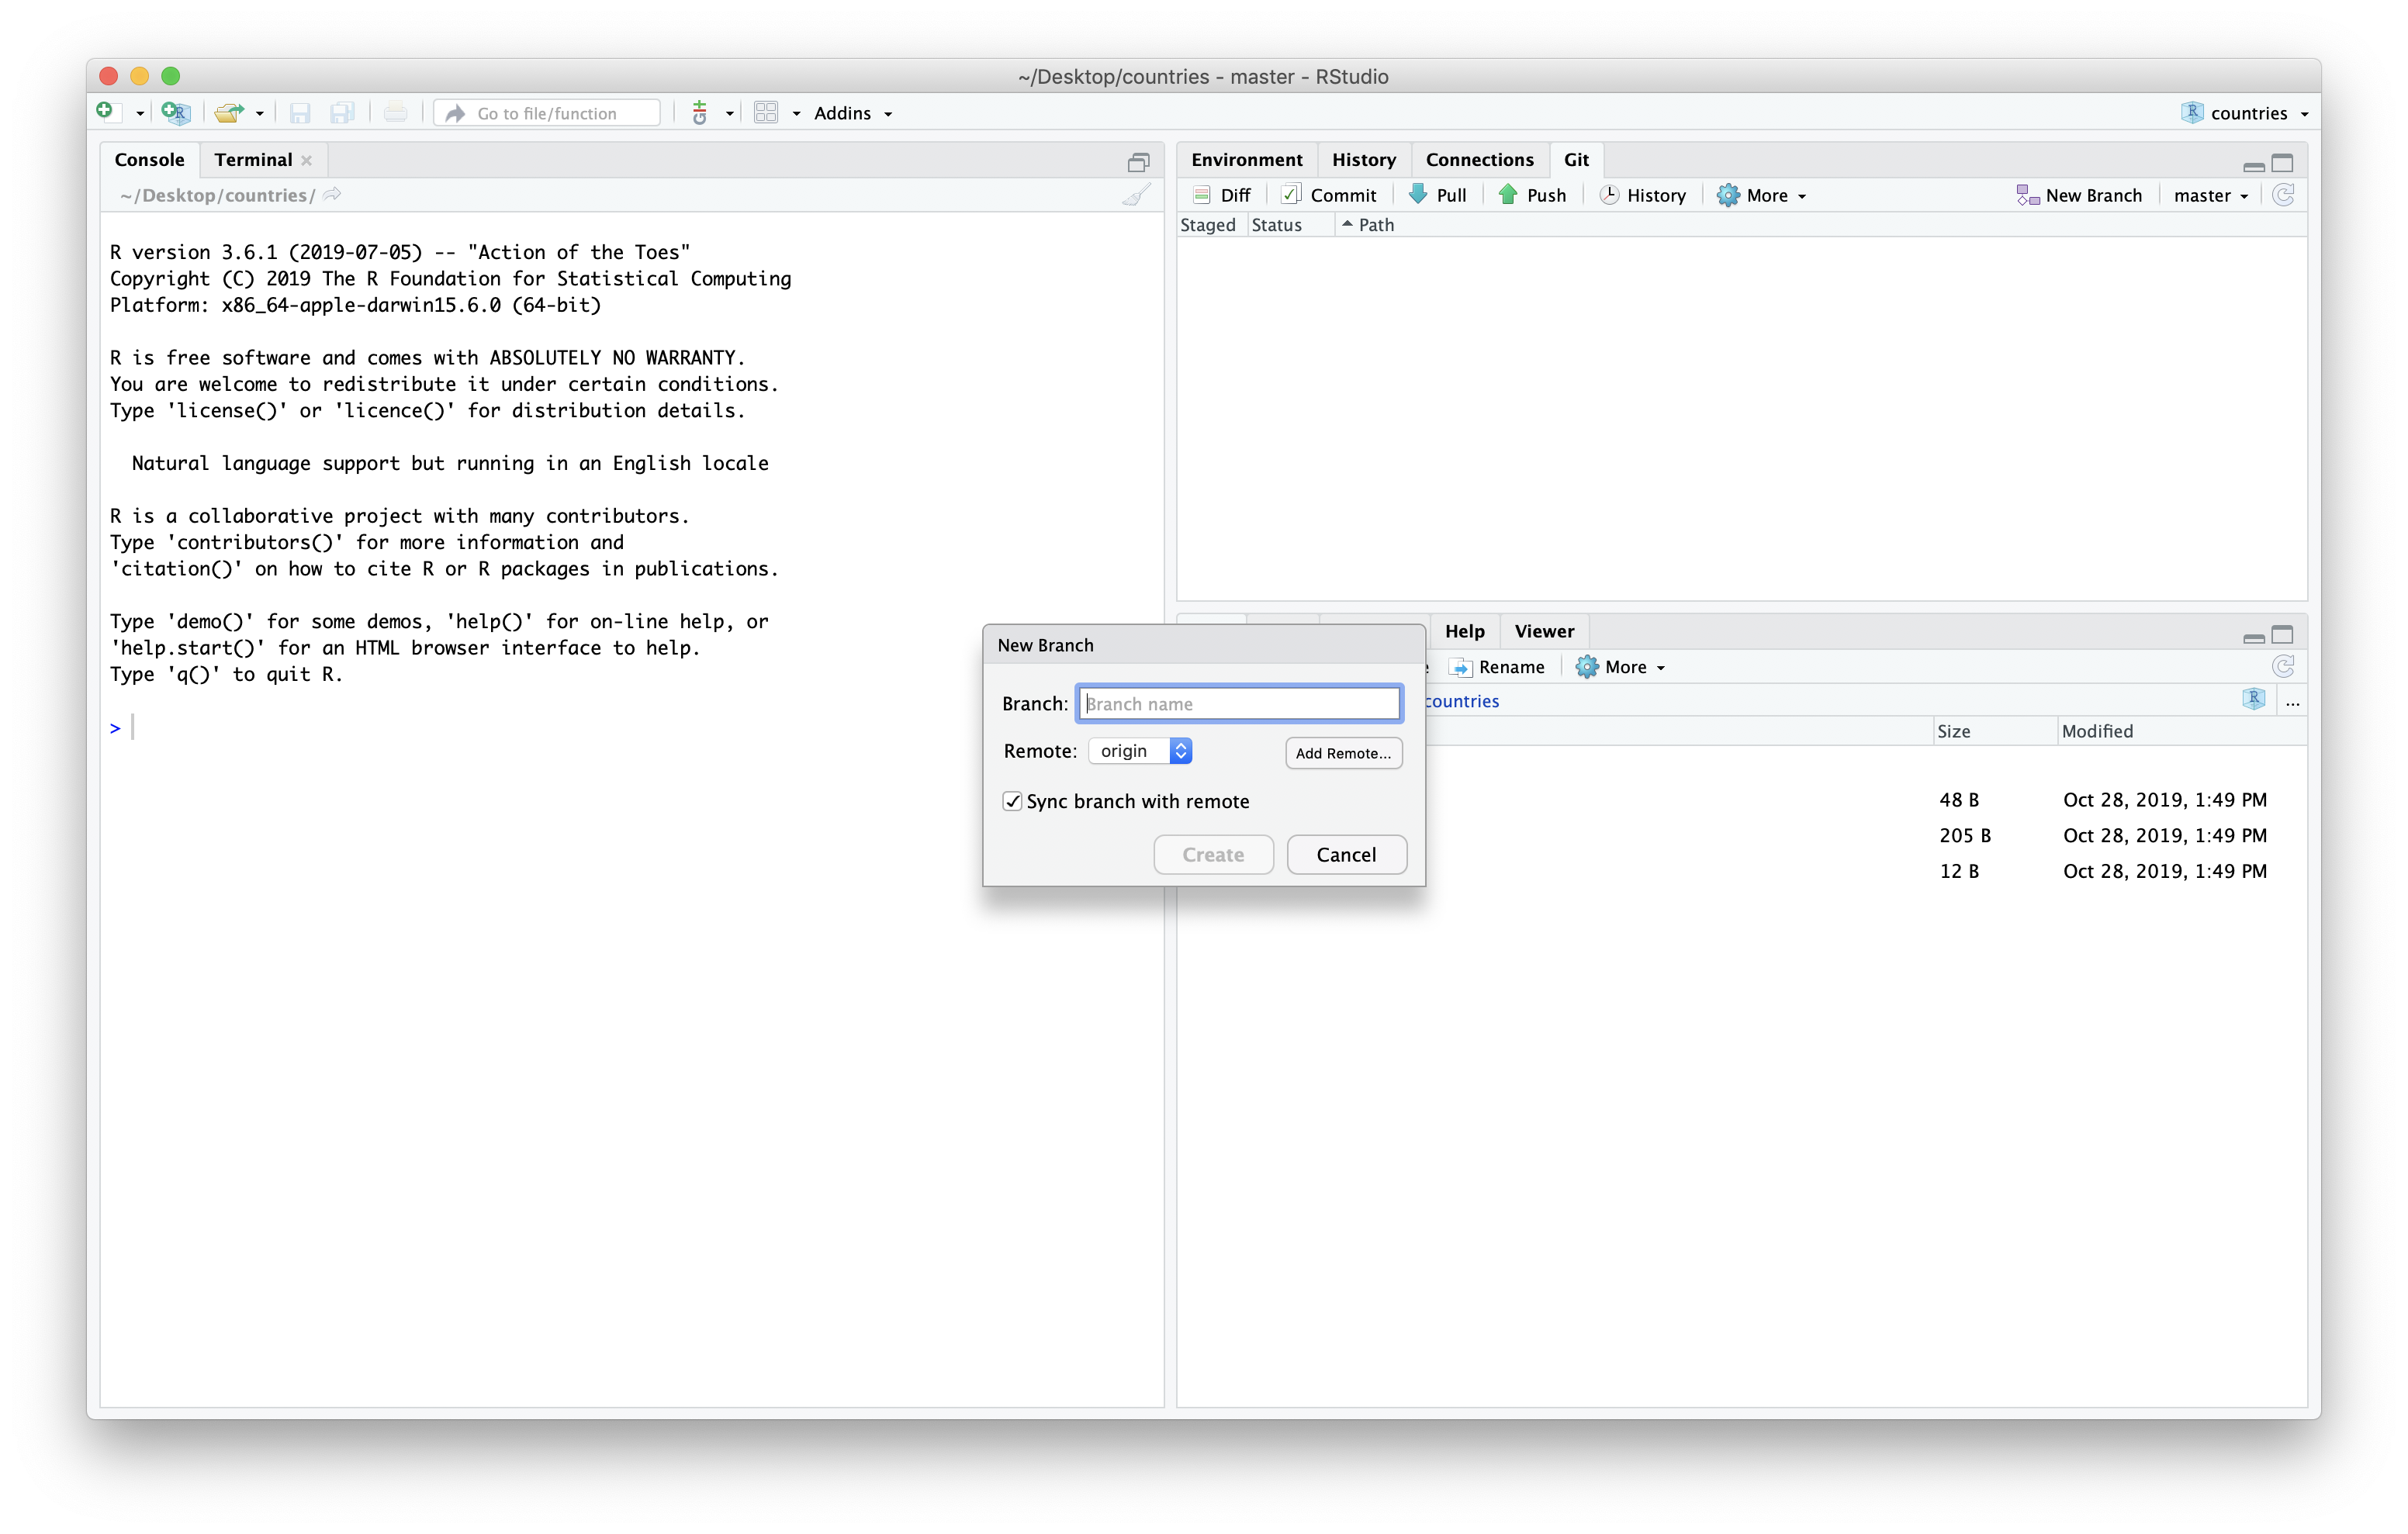 ~/Desktop/countries - master - RStudio
Go to file/function Addins countries
Console Terminal
~/Desktop/countries/
R version 3.6.1 (2019-07-05) -- "Action of the Toes"
Copyright (C) 2019 The R Foundation for Statistical Computing
Platform: x86_64-apple-darwin15.6.0 (64-bit)
R is free software and comes with ABSOLUTELY NO WARRANTY.
You are welcome to redistribute it under certain conditions.
Type 'license()' or 'licence()' for distribution details.
Natural language support but running in an English locale
R is a collaborative project with many contributors.
Type 'contributors()' for more information and
'citation()' on how to cite R or R packages in publications.
Type 'demo()' for some demos, 'help()' for on-line help, or
'help.start()' for an HTML browser interface to help.
Type 'q()' to quit R.
>
Environment History Connections Git
Diff Commit Pull Push History More New Branch master
Staged Status Path
New Branch
Branch: Branch name
Remote: origin Add Remote...
Sync branch with remote
Create Cancel
Help Viewer
Rename More
countries ...
Size Modified
48 B Oct 28, 2019, 1:49 PM
205 B Oct 28, 2019, 1:49 PM
12 B Oct 28, 2019, 1:49 PM